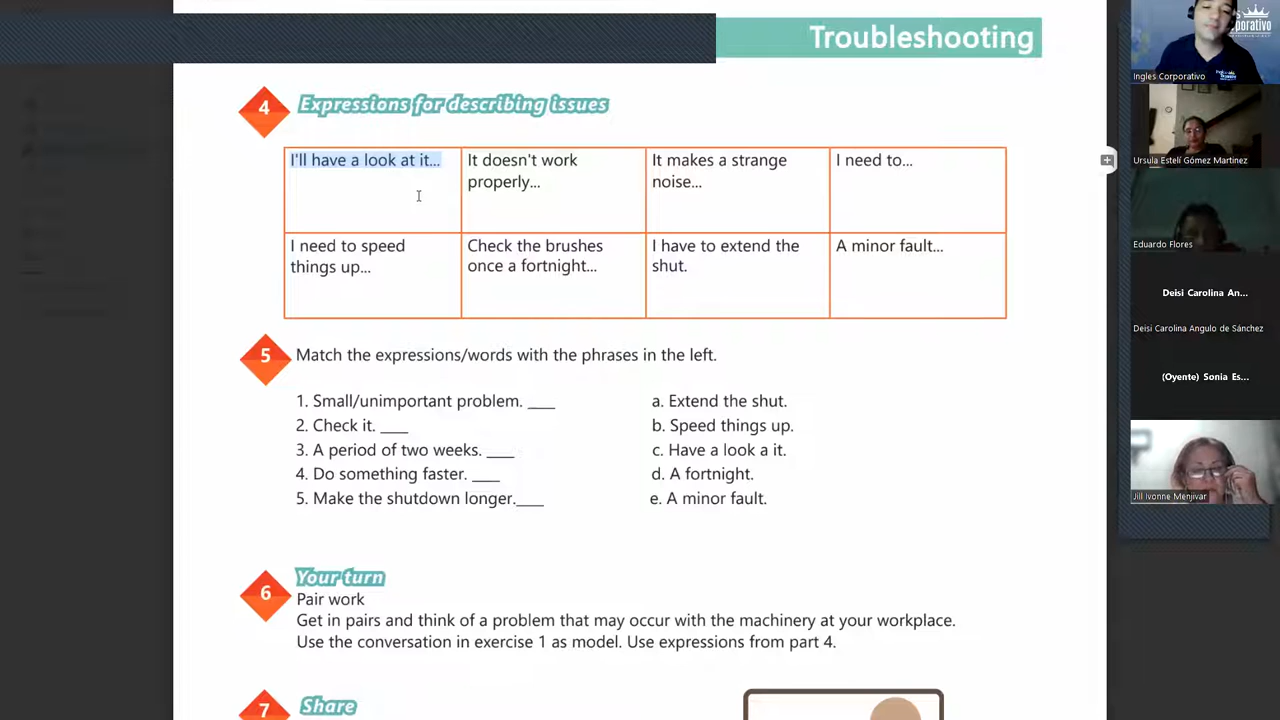 Troubleshooting
4
Expressions for describing issues
I'll have a look at it...
It doesn't work
properly...
It makes a strange
noise...
I need to...
I need to speed
things up...
Check the brushes
once a fortnight...
I have to extend the
shut.
A minor fault...
5
Match the expressions/words with the phrases in the left.
1. Small/unimportant problem. ____
2. Check it. ____
3. A period of two weeks. ____
4. Do something faster. ____
5. Make the shutdown longer.____
a. Extend the shut.
b. Speed things up.
c. Have a look a it.
d. A fortnight.
e. A minor fault.
6
Your turn
Pair work
Get in pairs and think of a problem that may occur with the machinery at your workplace.
Use the conversation in exercise 1 as model. Use expressions from part 4.
7
Share
Ingles Corporativo
Ursula Estelí Gómez Martinez
Eduardo Flores
Deisi Carolina An...
Deisi Carolina Angulo de Sánchez
(Oyente) Sonia Es...
Jill Ivonne Menjivar